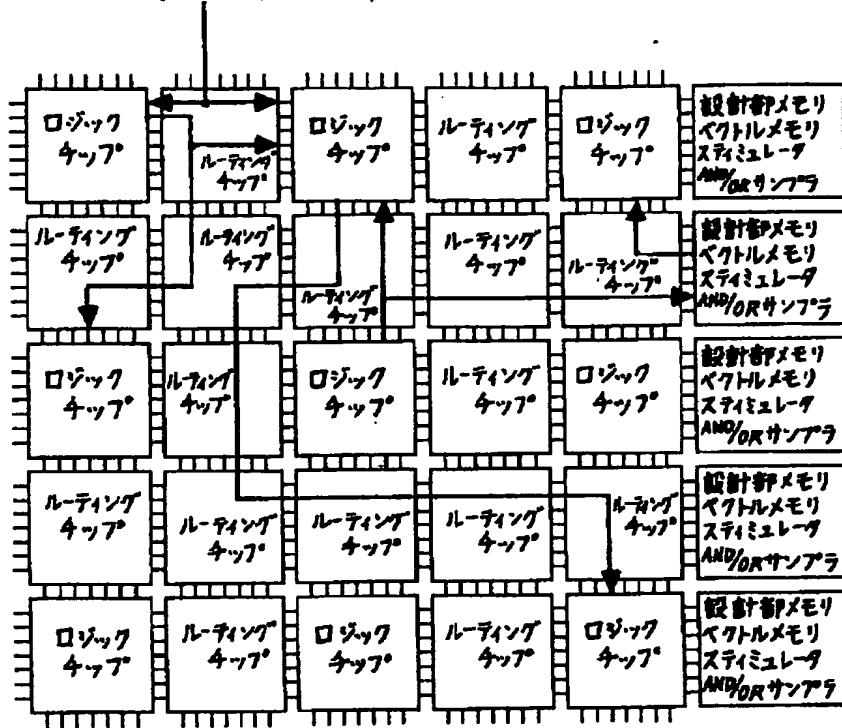 ロジック
チップ
ルーティング
チップ
ロジック
チップ
ルーティング
チップ
ロジック
チップ
設計部メモリ
ベクトルメモリ
スティミュレータ
AND/ORサンプラ
ルーティング
チップ
ルーティング
チップ
ルーティング
チップ
ルーティング
チップ
ルーティング
チップ
設計部メモリ
ベクトルメモリ
スティミュレータ
AND/ORサンプラ
ロジック
チップ
ルーティング
チップ
ロジック
チップ
ルーティング
チップ
ロジック
チップ
設計部メモリ
ベクトルメモリ
スティミュレータ
AND/ORサンプラ
ルーティング
チップ
ルーティング
チップ
ルーティング
チップ
ルーティング
チップ
ルーティング
チップ
設計部メモリ
ベクトルメモリ
スティミュレータ
AND/ORサンプラ
ロジック
チップ
ルーティング
チップ
ロジック
チップ
ルーティング
チップ
ロジック
チップ
設計部メモリ
ベクトルメモリ
スティミュレータ
AND/ORサンプラ